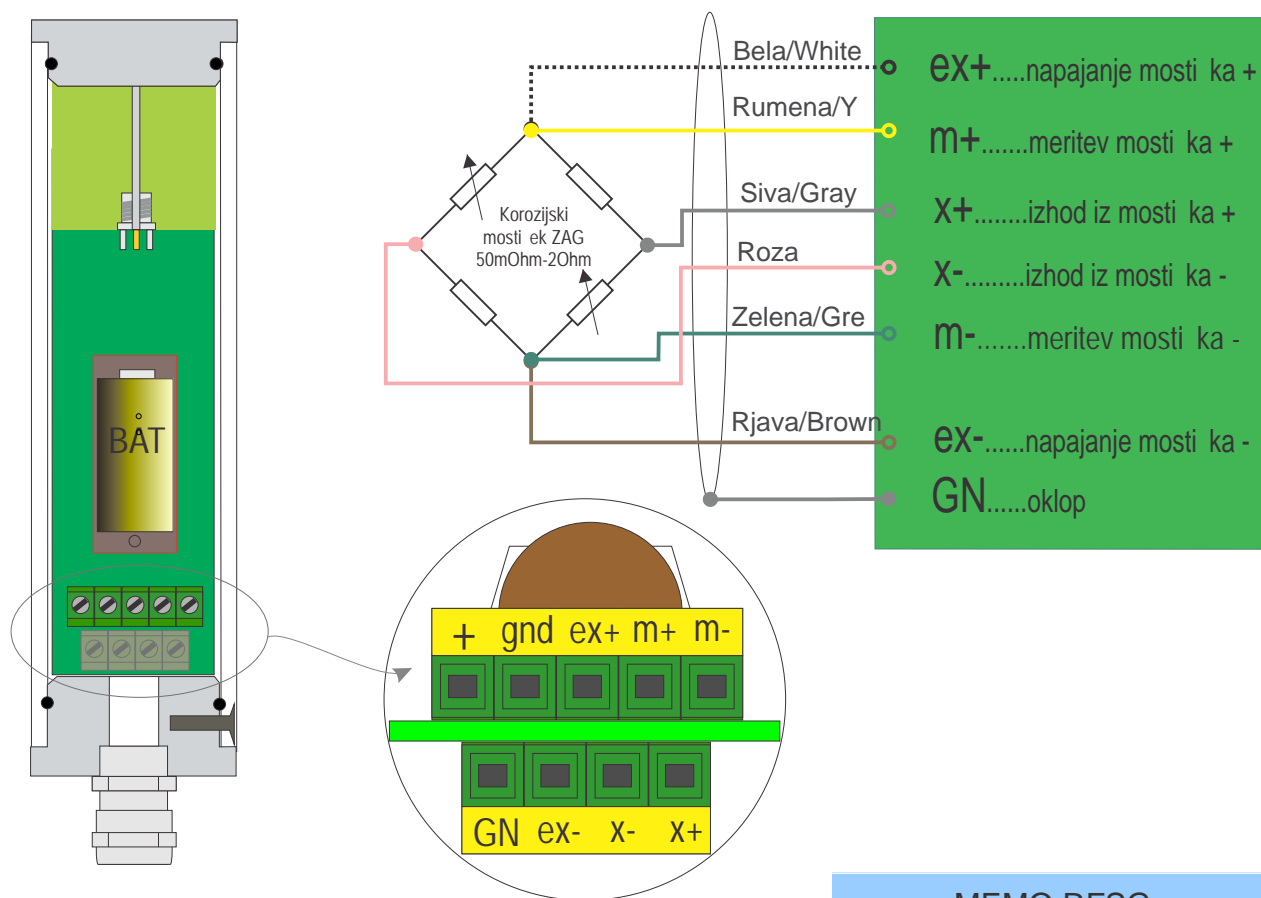 Bela/White
ex+.....napajanje mosti ka +
Rumena/Y
m+.......meritev mosti ka +
Siva/Gray
x+........izhod iz mosti ka +
Korozijski
mosti ek ZAG
50mOhm-2Ohm
Roza
x-.........izhod iz mosti ka -
Zelena/Gre
m-.......meritev mosti ka -
Rjava/Brown
ex-......napajanje mosti ka -
GN......oklop
BAT
+ gnd ex+ m+ m-
GN ex- x- x+